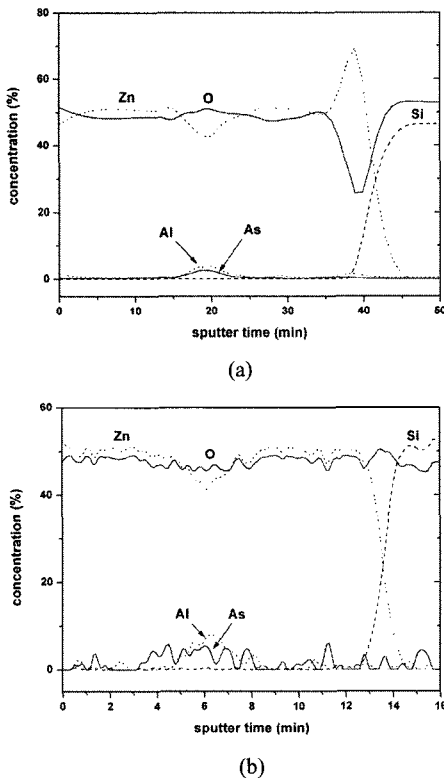 80
60
40
20
0
concentration (%)
Zn
O
Si
Al
As
0 10 20 30 40 50
sputter time (min)
(a)
60
40
20
0
concentration (%)
Zn
O
Si
Al
As
0 2 4 6 8 10 12 14 16
sputter time (min)
(b)